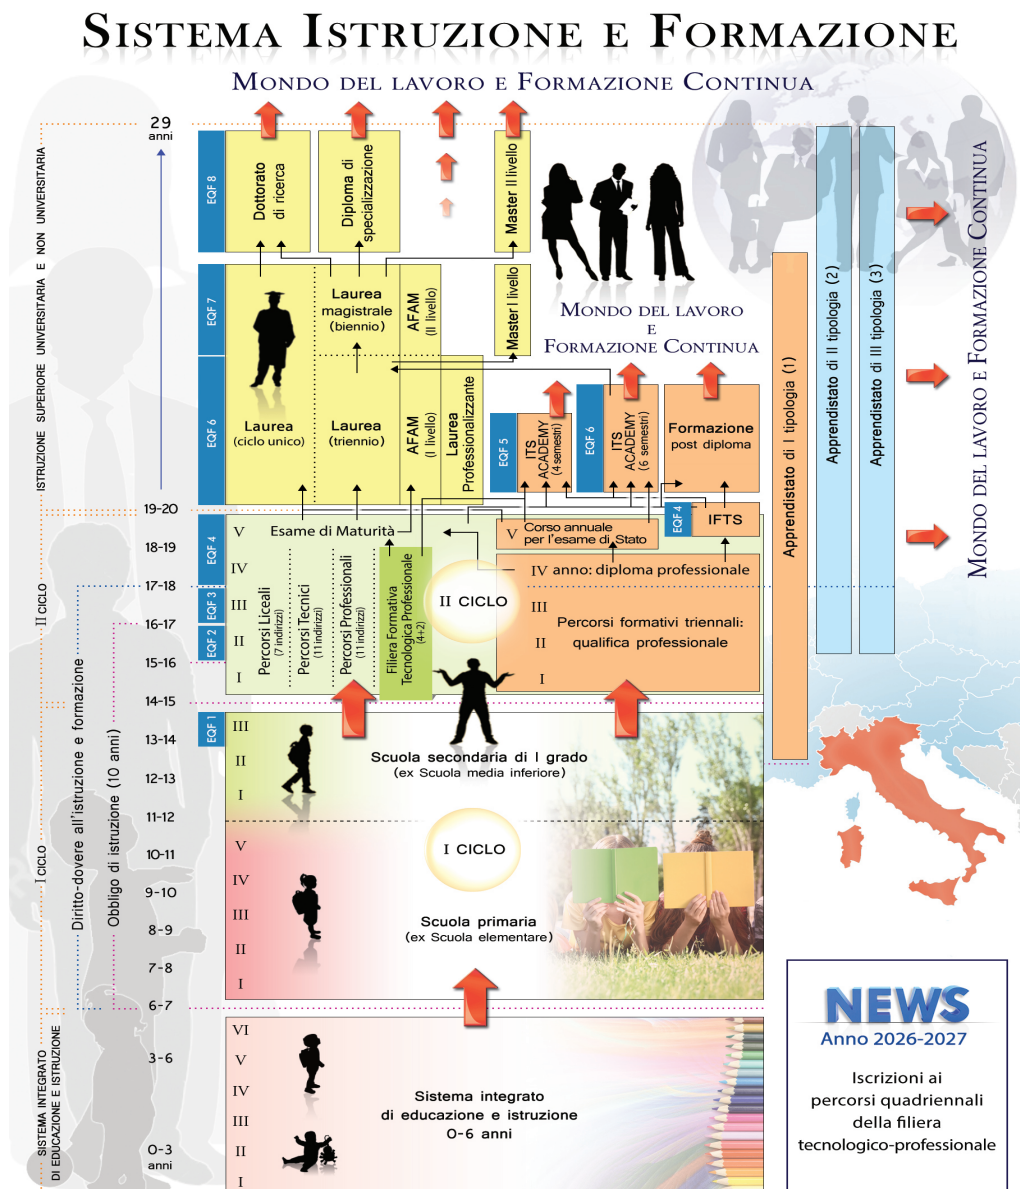 SISTEMA ISTRUZIONE E FORMAZIONE
MONDO DEL LAVORO E FORMAZIONE CONTINUA
29
anni
ISTRUZIONE SUPERIORE UNIVERSITARIA E NON UNIVERSITARIA
EQF 8
Dottorato
di ricerca
Diploma di
specializzazione
Master II livello
EQF 7
Laurea
magistrale
(biennio)
AFAM
(II livello)
Master I livello
MONDO DEL LAVORO
E
FORMAZIONE CONTINUA
EQF 6
Laurea
(ciclo unico)
Laurea
(triennio)
AFAM
(I livello)
Laurea
Professionalizzante
EQF 5
ITS
ACADEMY
(4 semestri)
EQF 6
ITS
ACADEMY
(6 semestri)
Formazione
post diploma
Apprendistato di I tipologia (1)
Apprendistato di II tipologia (2)
Apprendistato di III tipologia (3)
MONDO DEL LAVORO E FORMAZIONE CONTINUA
19-20
EQF 4
IFTS
EQF 4
V
Esame di Maturità
V
Corso annuale
per l'esame di Stato
18-19
IV
IV anno: diploma professionale
17-18
II CICLO
EQF 3
III
Percorsi Liceali
(7 indirizzi)
Percorsi Tecnici
(11 indirizzi)
Percorsi Professionali
(11 indirizzi)
Filiera Formativa
Tecnologica Professionale
(4+2)
II CICLO
III
Percorsi formativi triennali:
qualifica professionale
16-17
EQF 2
II
II
15-16
I
I
14-15
Diritto-dovere all'istruzione e formazione
Obbligo di istruzione (10 anni)
EQF 1
III
13-14
II
Scuola secondaria di I grado
(ex Scuola media inferiore)
12-13
I
11-12
I CICLO
V
I CICLO
10-11
IV
9-10
III
Scuola primaria
(ex Scuola elementare)
8-9
II
7-8
I
6-7
SISTEMA INTEGRATO
DI EDUCAZIONE E ISTRUZIONE
VI
3-6
V
IV
Sistema integrato
di educazione e istruzione
0-6 anni
III
0-3
anni
II
I
NEWS
Anno 2026-2027
Iscrizioni ai
percorsi quadriennali
della filiera
tecnologico-professionale